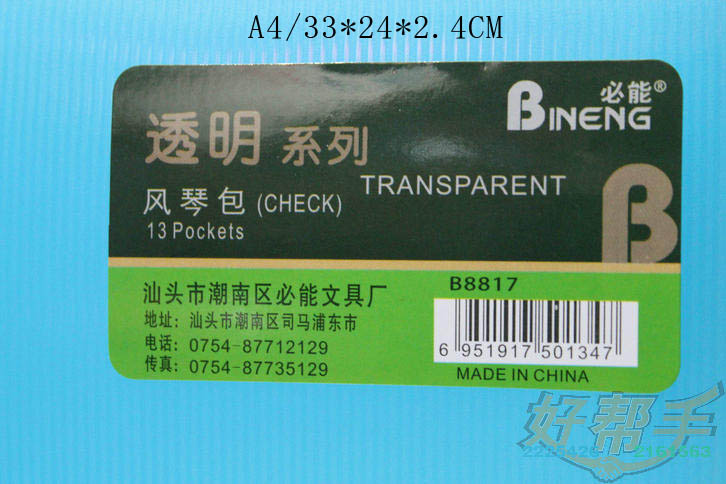 A4/33*24*2.4CM
必能®
BINENG
透明 系列
TRANSPARENT
风琴包(CHECK)
13 Pockets
B
汕头市潮南区必能文具厂
地址：汕头市潮南区司马浦东市
电话：0754-87712129
传真：0754-87735129
B8817
6 951917 501347
MADE IN CHINA
好帮手